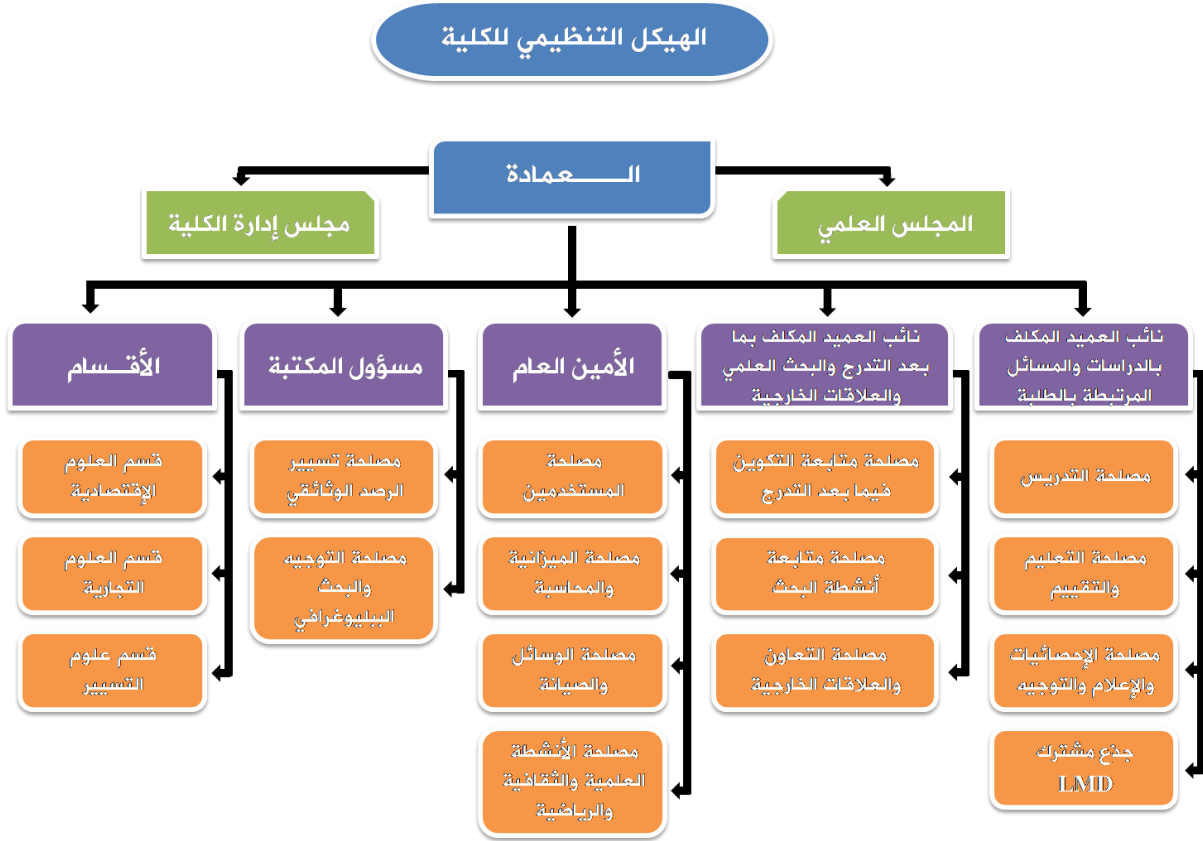 الهيكل التنظيمي للكلية
الـــــــعمادة
المجلس العلمي
مجلس إدارة الكلية
نائب العميد المكلف
بالدراسات والمسائل
المرتبطة بالطلبة
نائب العميد المكلف بما
بعد التدرج والبحث العلمي
والعلاقات الخارجية
الأمين العام
مسؤول المكتبة
الأقـــسام
مصلحة التدريس
مصلحة التعليم
والتقييم
مصلحة الإحصائيات
والإعلام والتوجيه
جذع مشترك
LMD
مصلحة متابعة التكوين
فيما بعد التدرج
مصلحة متابعة
أنشطة البحث
مصلحة التعاون
والعلاقات الخارجية
مصلحة
المستخدمين
مصلحة الميزانية
والمحاسبة
مصلحة الوسائل
والصيانة
مصلحة الأنشطة
العلمية والثقافية
والرياضية
مصلحة تسيير
الرصد الوثائقي
مصلحة التوجيه
والبحث
الببليوغرافي
قسم العلوم
الإقتصادية
قسم العلوم
التجارية
قسم علوم
التسيير